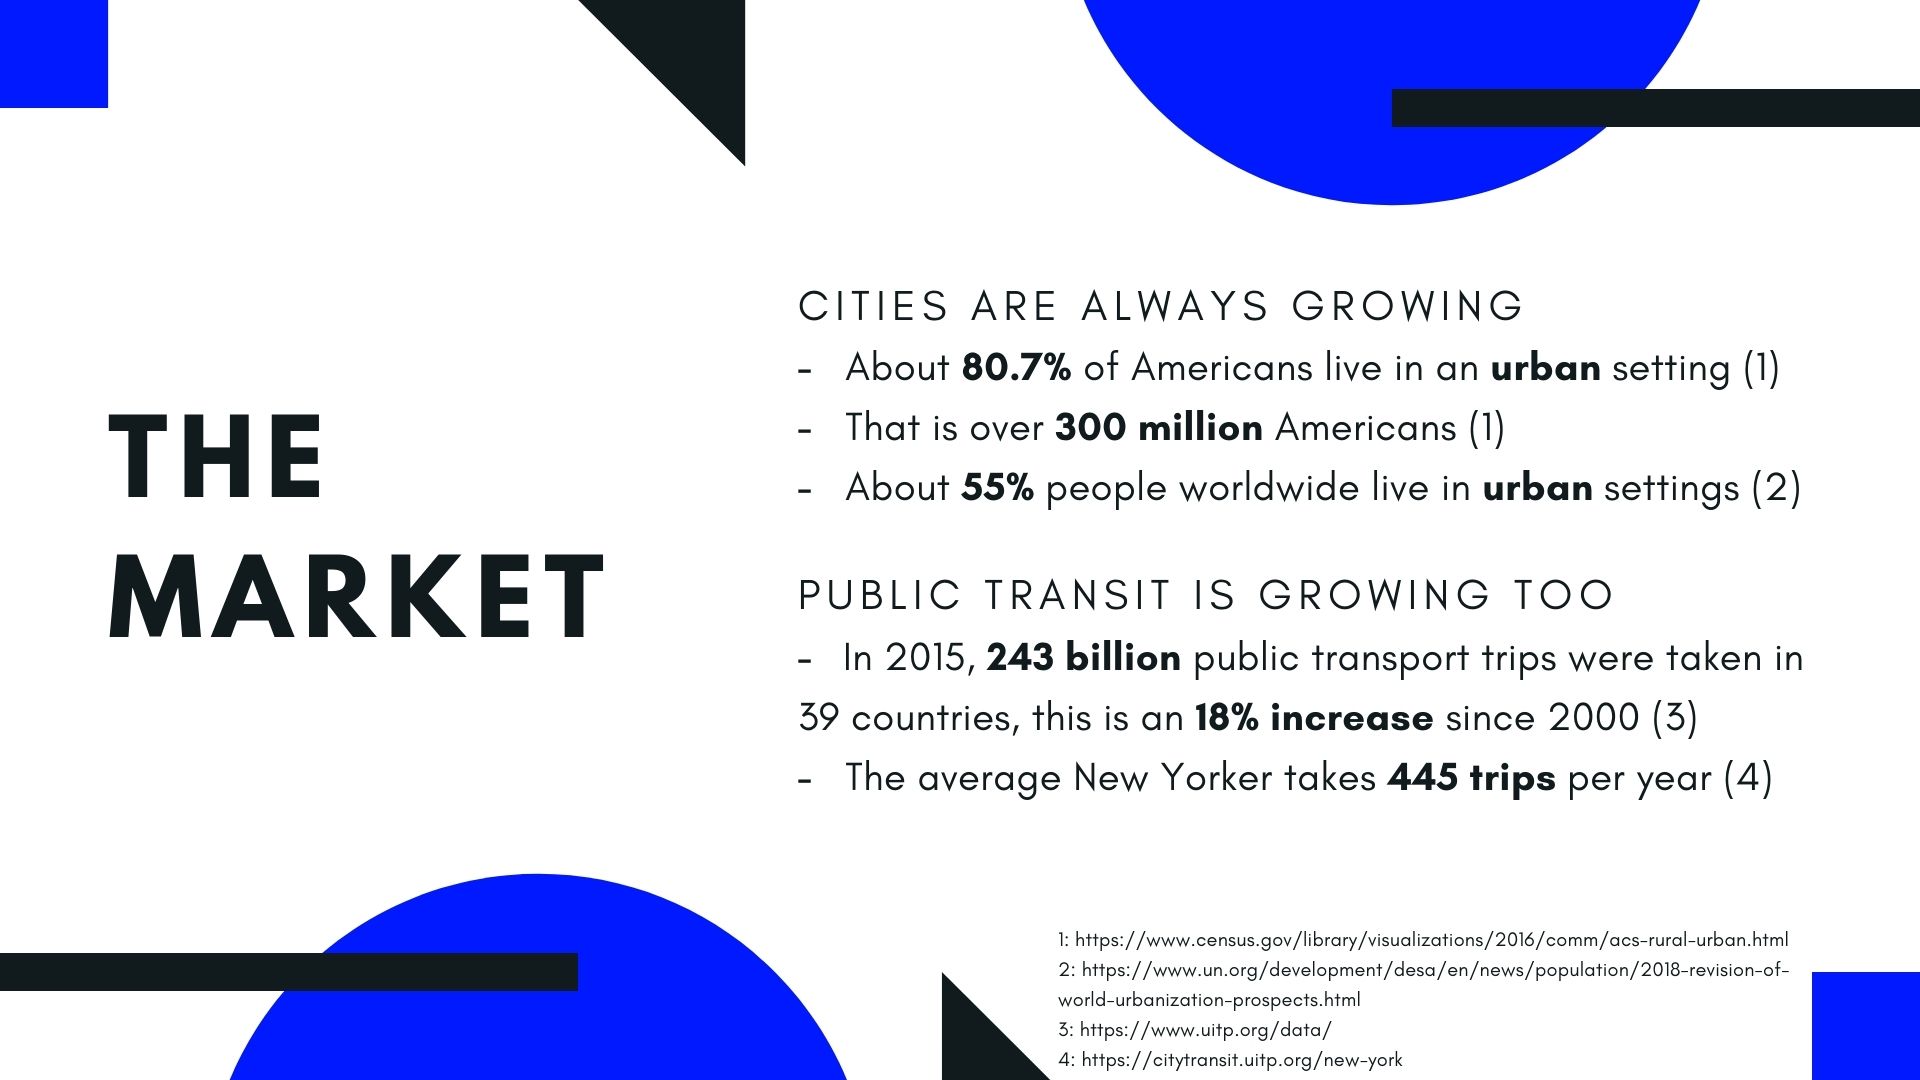 THE
MARKET
CITIES ARE ALWAYS GROWING
- About 80.7% of Americans live in an urban setting (1)
- That is over 300 million Americans (1)
- About 55% people worldwide live in urban settings (2)
PUBLIC TRANSIT IS GROWING TOO
- In 2015, 243 billion public transport trips were taken in
39 countries, this is an 18% increase since 2000 (3)
- The average New Yorker takes 445 trips per year (4)
1: https://www.census.gov/library/visualizations/2016/comm/acs-rural-urban.html
2: https://www.un.org/development/desa/en/news/population/2018-revision-of-
world-urbanization-prospects.html
3: https://www.uitp.org/data/
4: https://citytransit.uitp.org/new-york